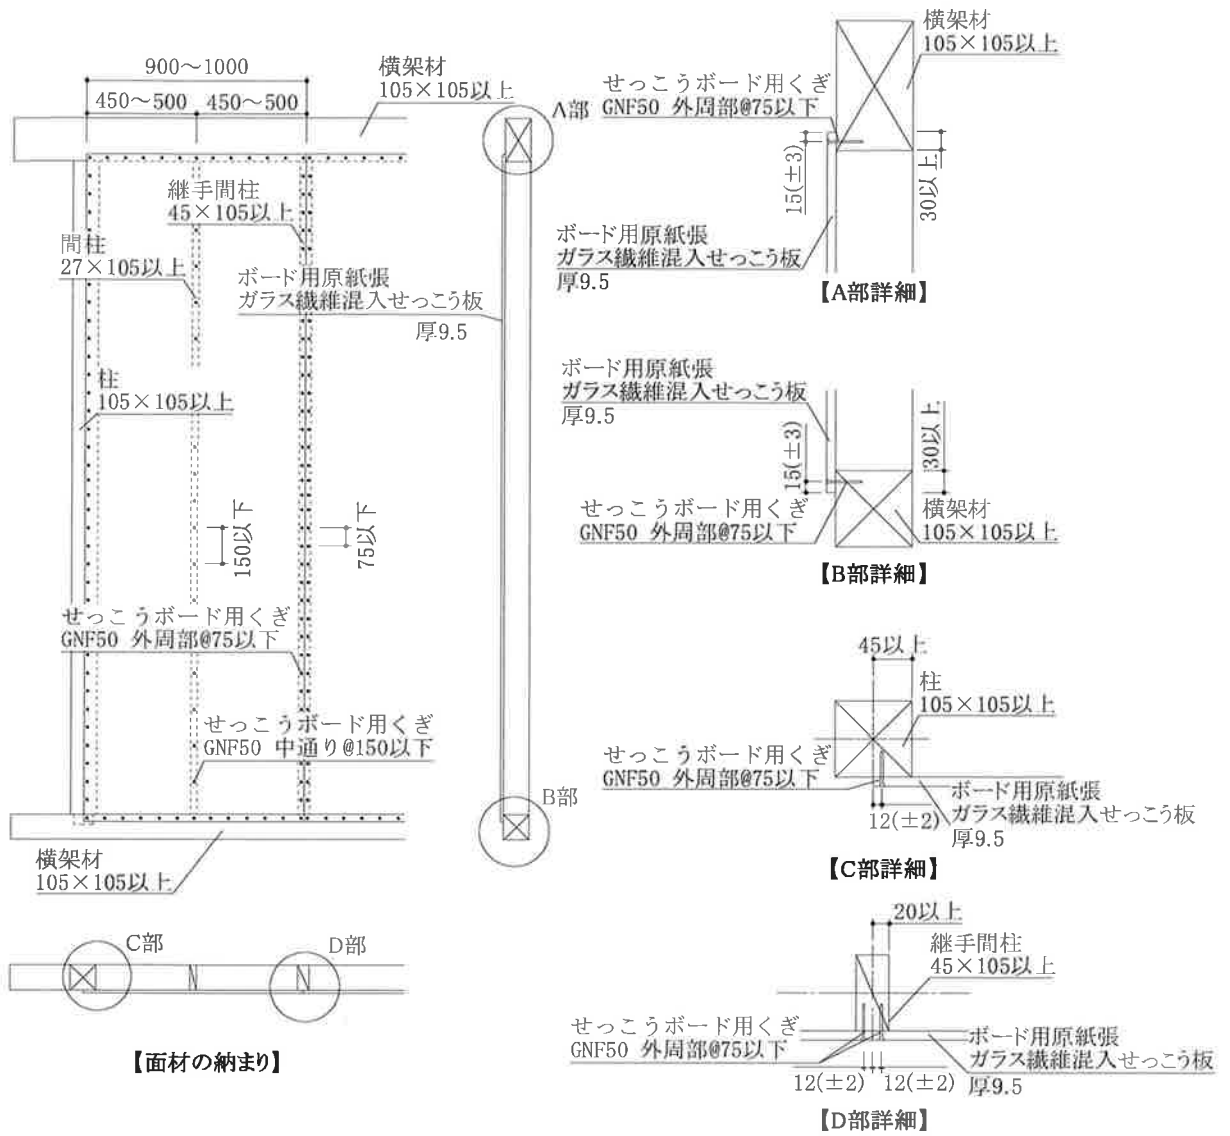 900～1000
450～500 450～500
横架材
105×105以上
継手間柱
45×105以上
間柱
27×105以上
ボード用原紙張
ガラス繊維混入せっこう板
厚9.5
柱
105×105以上
150以下
75以下
せっこうボード用くぎ
GNF50 外周部@75以下
せっこうボード用くぎ
GNF50 中通り@150以下
横架材
105×105以上
A部
B部
C部
D部
【面材の納まり】
横架材
105×105以上
せっこうボード用くぎ
GNF50 外周部@75以下
15(±3)
30以上
ボード用原紙張
ガラス繊維混入せっこう板
厚9.5
【A部詳細】
ボード用原紙張
ガラス繊維混入せっこう板
厚9.5
15(±3)
30以上
せっこうボード用くぎ
GNF50 外周部@75以下
横架材
105×105以上
【B部詳細】
45以上
柱
105×105以上
せっこうボード用くぎ
GNF50 外周部@75以下
12(±2)
ボード用原紙張
ガラス繊維混入せっこう板
厚9.5
【C部詳細】
20以上
継手間柱
45×105以上
せっこうボード用くぎ
GNF50 外周部@75以下
ボード用原紙張
ガラス繊維混入せっこう板
厚9.5
12(±2) 12(±2)
【D部詳細】